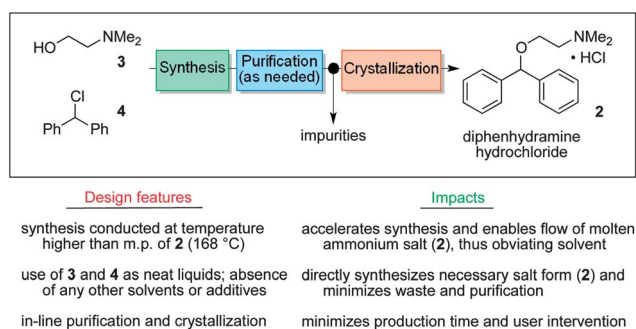 HO NMe2
3
Cl
4
Ph Ph
Synthesis
Purification
(as needed)
Crystallization
impurities
NMe2
O
• HCl
2
diphenhydramine
hydrochloride
Design features
Impacts
synthesis conducted at temperature
higher than m.p. of 2 (168 °C)
accelerates synthesis and enables flow of molten
ammonium salt (2), thus obviating solvent
use of 3 and 4 as neat liquids; absence
of any other solvents or additives
directly synthesizes necessary salt form (2) and
minimizes waste and purification
in-line purification and crystallization
minimizes production time and user intervention